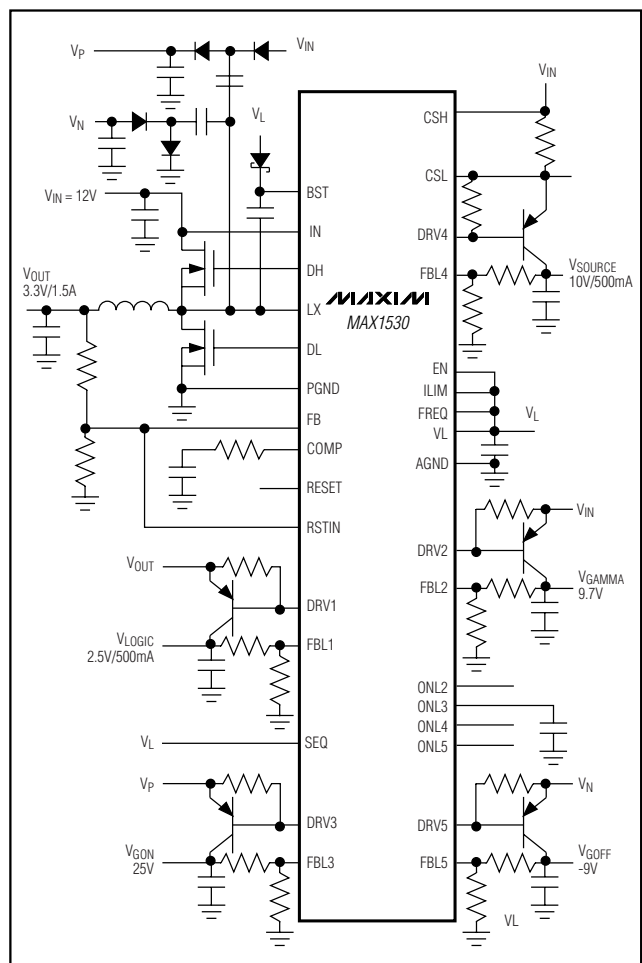 VP
VIN
VN
VL
VIN = 12V
VOUT
3.3V/1.5A
BST
IN
DH
LX
DL
PGND
FB
COMP
RESET
RSTIN
VOUT
DRV1
VLOGIC
2.5V/500mA
FBL1
VL
SEQ
VP
DRV3
VGON
25V
FBL3
MAXIM
MAX1530
VIN
CSH
CSL
DRV4
FBL4
VSOURCE
10V/500mA
EN
ILIM
FREQ
VL
VL
AGND
VIN
DRV2
FBL2
VGAMMA
9.7V
ONL2
ONL3
ONL4
ONL5
VN
DRV5
FBL5
VGOFF
-9V
VL